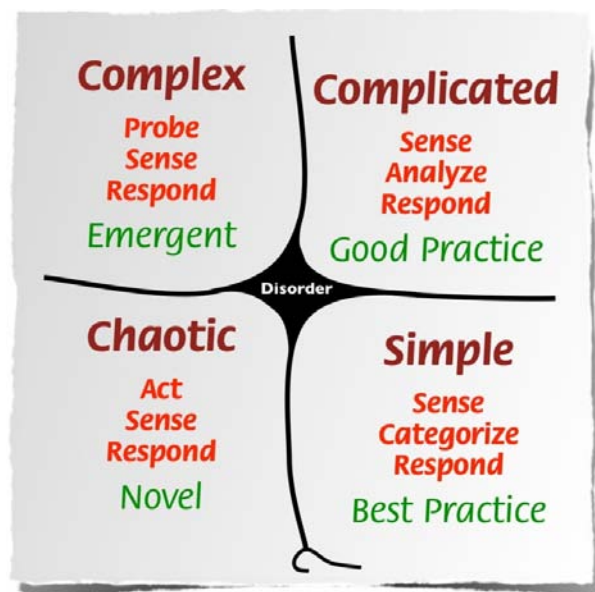 Complex
Probe
Sense
Respond
Emergent
Complicated
Sense
Analyze
Respond
Good Practice
Disorder
Chaotic
Act
Sense
Respond
Novel
Simple
Sense
Categorize
Respond
Best Practice